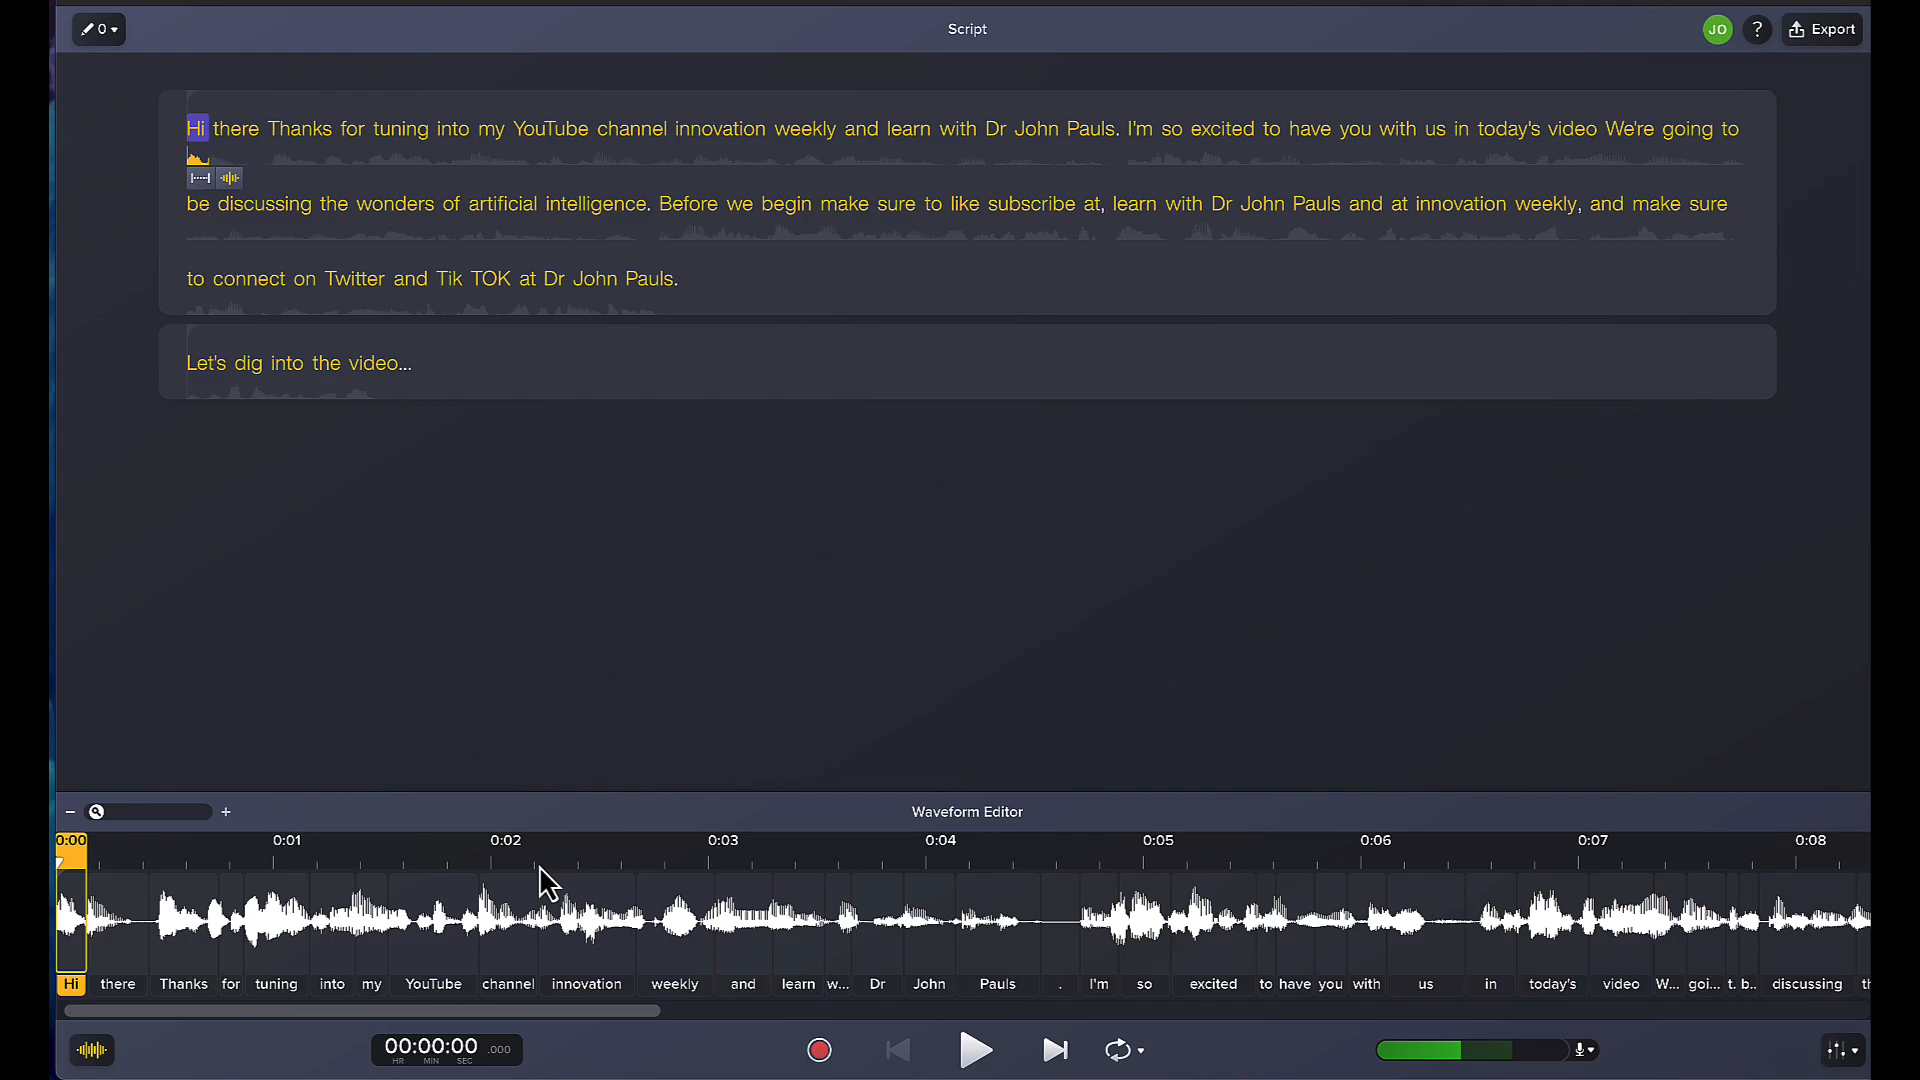 0
Script
JO ? Export
Hi there Thanks for tuning into my YouTube channel innovation weekly and learn with Dr John Pauls. I'm so excited to have you with us in today's video We're going to
be discussing the wonders of artificial intelligence. Before we begin make sure to like subscribe at, learn with Dr John Pauls and at innovation weekly, and make sure
to connect on Twitter and Tik TOK at Dr John Pauls.
Let's dig into the video...
Waveform Editor
0:00 0:01 0:02 0:03 0:04 0:05 0:06 0:07 0:08
Hi there Thanks for tuning into my YouTube channel innovation weekly and learn w... Dr John Pauls . I'm so excited to have you with us in today's video W... goi... t. b.. discussing
00:00:00 .000
HR MIN SEC